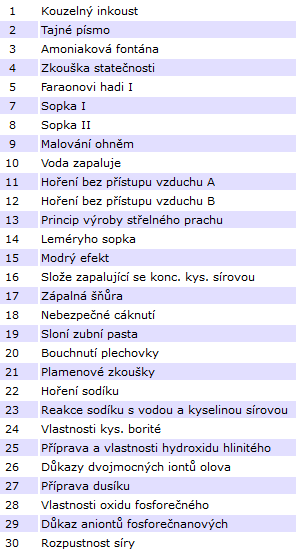 1 Kouzelný inkoust
2 Tajné písmo
3 Amoniaková fontána
4 Zkouška statečnosti
5 Faraonovi hadi I
7 Sopka I
8 Sopka II
9 Malování ohněm
10 Voda zapaluje
11 Hoření bez přístupu vzduchu A
12 Hoření bez přístupu vzduchu B
13 Princip výroby střelného prachu
14 Leméryho sopka
15 Modrý efekt
16 Slože zapalující se konc. kys. sírovou
17 Zápalná šňůra
18 Nebezpečné cáknutí
19 Sloní zubní pasta
20 Bouchnutí plechovky
21 Plamenové zkoušky
22 Hoření sodíku
23 Reakce sodíku s vodou a kyselinou sírovou
24 Vlastnosti kys. borité
25 Příprava a vlastnosti hydroxidu hlinitého
26 Důkazy dvojmocných iontů olova
27 Příprava dusíku
28 Vlastnosti oxidu fosforečného
29 Důkaz aniontů fosforečnanových
30 Rozpustnost síry